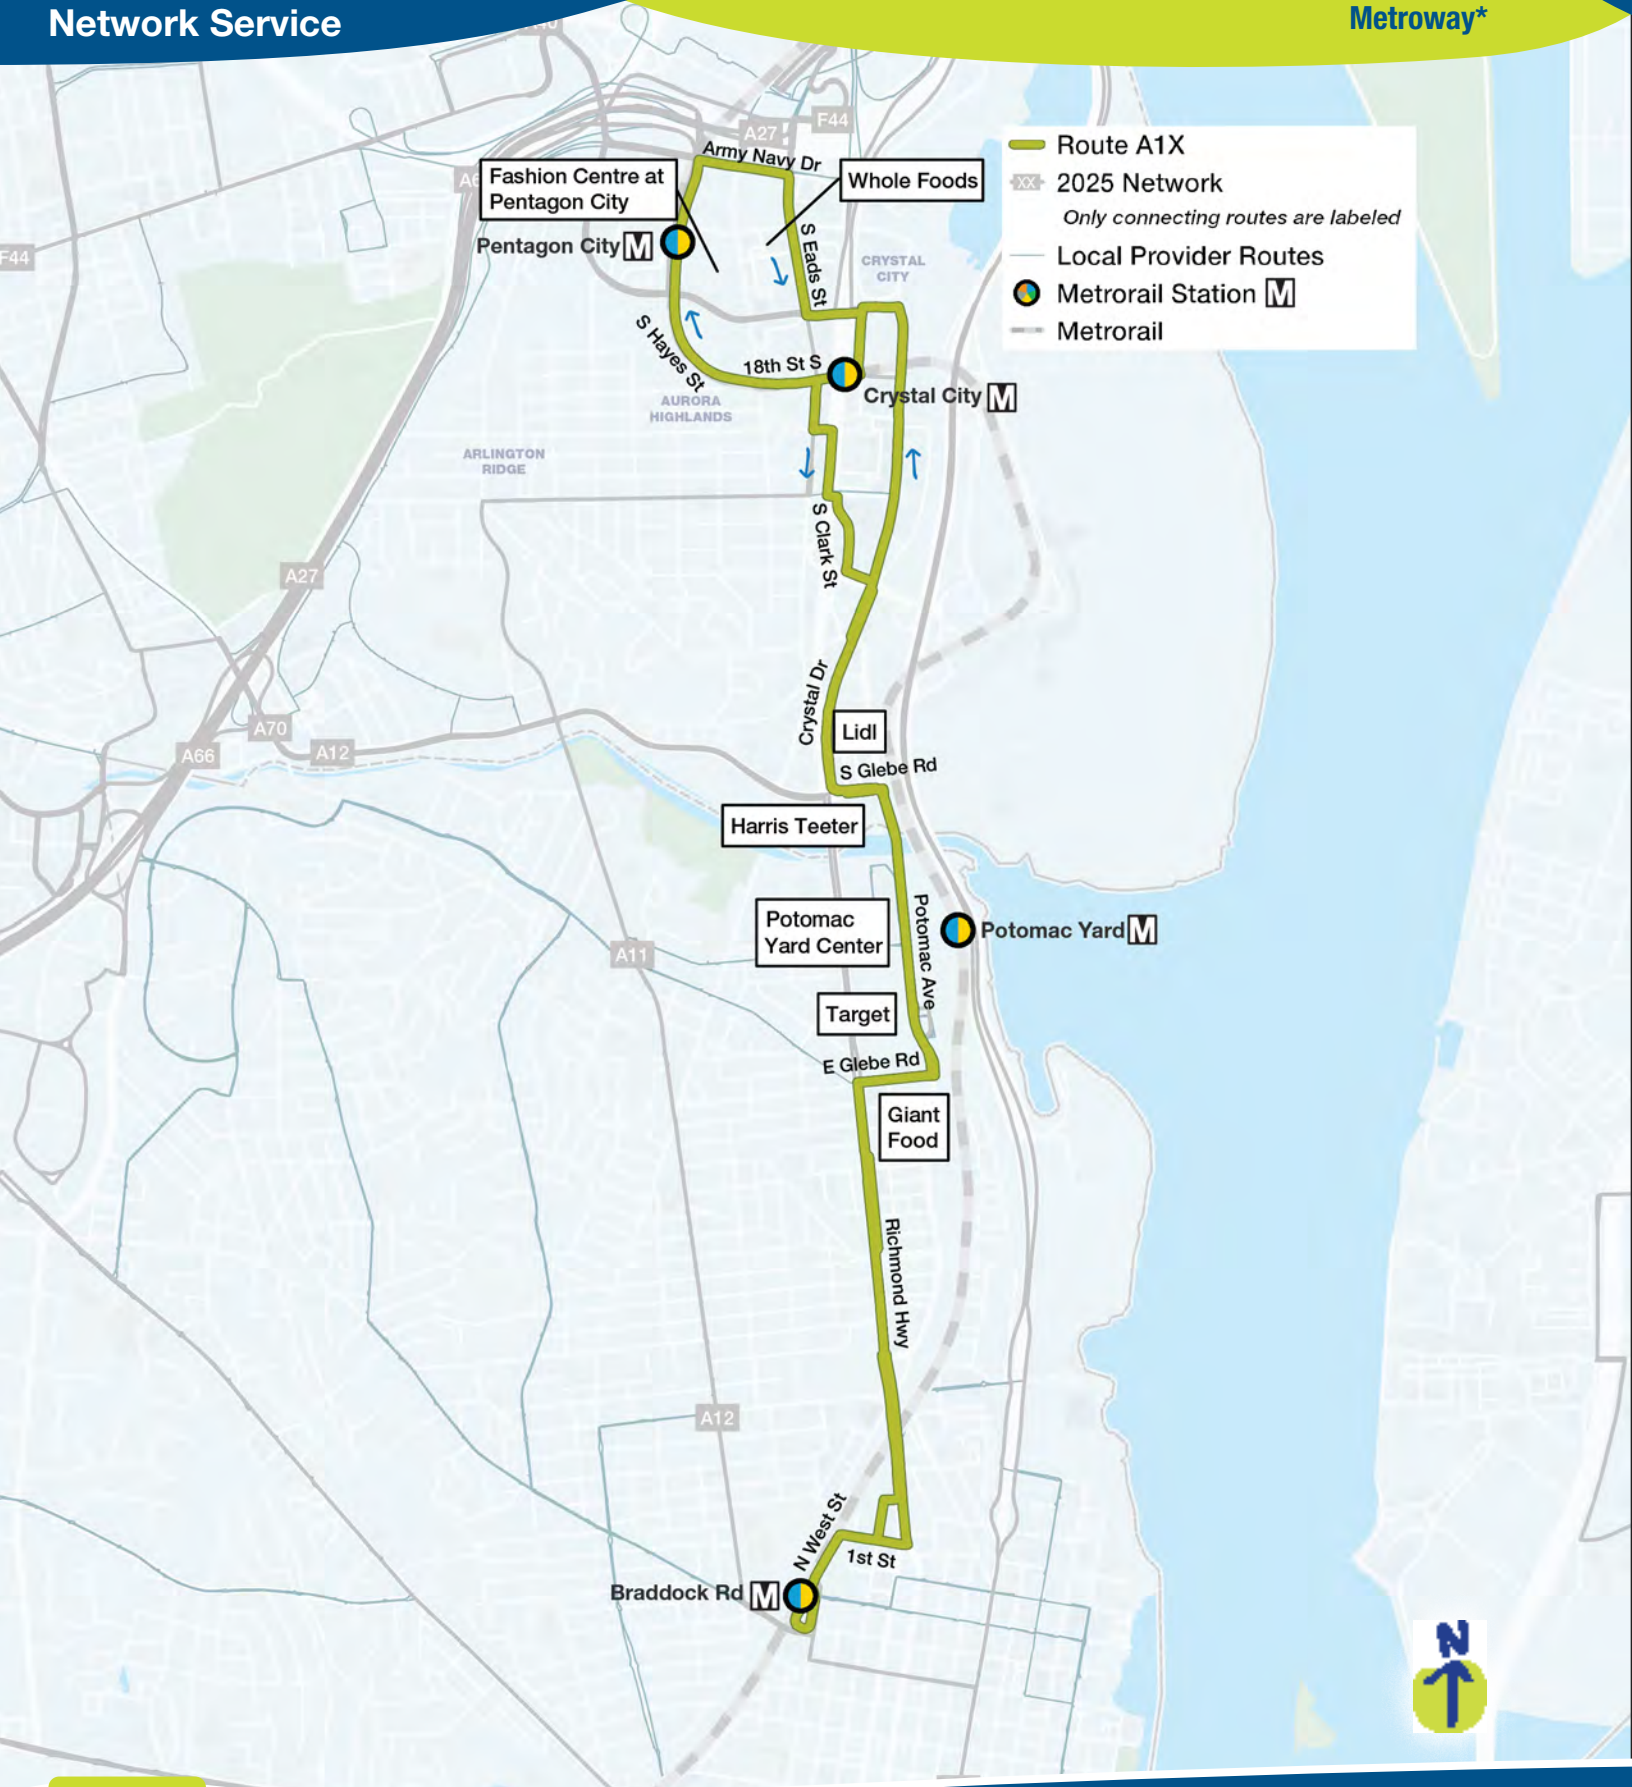 Network Service
Metroway*
F44
A27
Army Navy Dr
Fashion Centre at
Pentagon City
Whole Foods
Route A1X
XX 2025 Network
Only connecting routes are labeled
Local Provider Routes
Metrorail Station M
Metrorail
Pentagon City M
S Eads St
CRYSTAL
CITY
F44
S Hayes St
18th St S
Crystal City M
AURORA
HIGHLANDS
ARLINGTON
RIDGE
S Clark St
A27
Crystal Dr
A70
A12
A66
Lidl
S Glebe Rd
Harris Teeter
Potomac
Yard Center
Potomac Ave
Potomac Yard M
A11
Target
E Glebe Rd
Giant
Food
Richmond Hwy
A12
N West St
1st St
Braddock Rd M
N